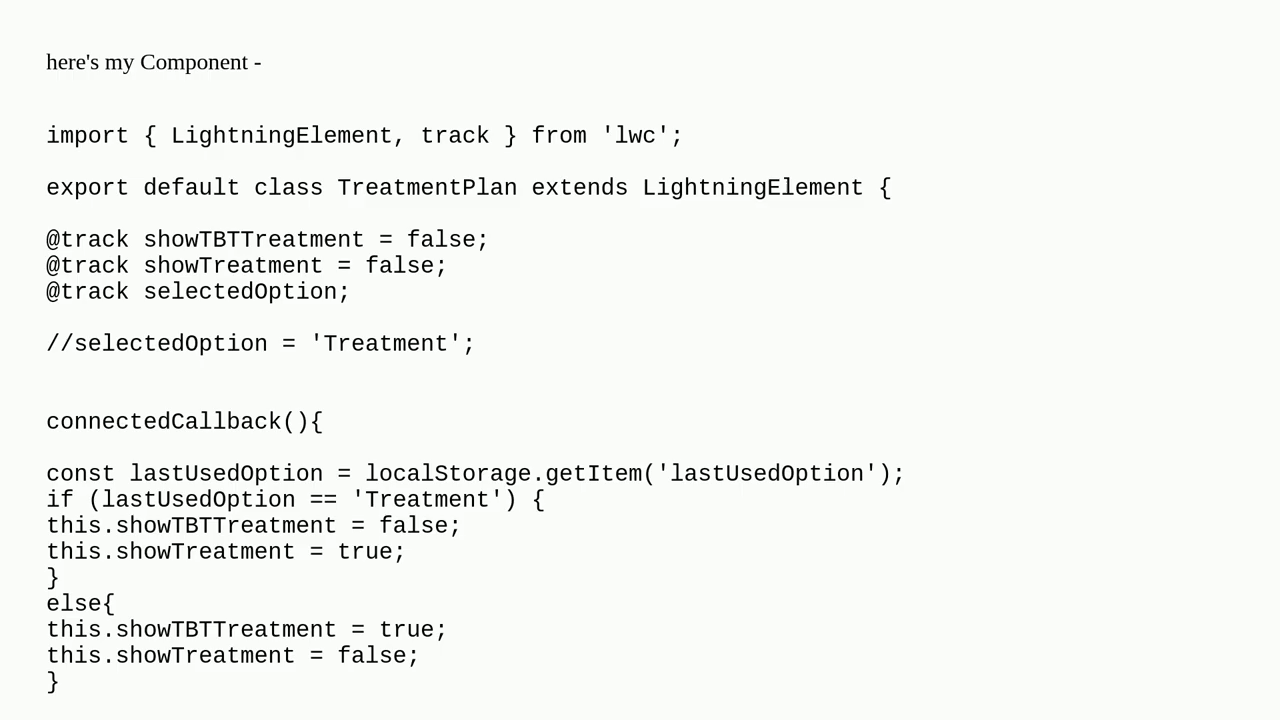 here's my Component -
import { LightningElement, track } from 'lwc';
export default class TreatmentPlan extends LightningElement {
@track showTBTTreatment = false;
@track showTreatment = false;
@track selectedOption;
//selectedOption = 'Treatment';
connectedCallback(){
const lastUsedOption = localStorage.getItem('lastUsedOption');
if (lastUsedOption == 'Treatment') {
this.showTBTTreatment = false;
this.showTreatment = true;
}
else{
this.showTBTTreatment = true;
this.showTreatment = false;
}